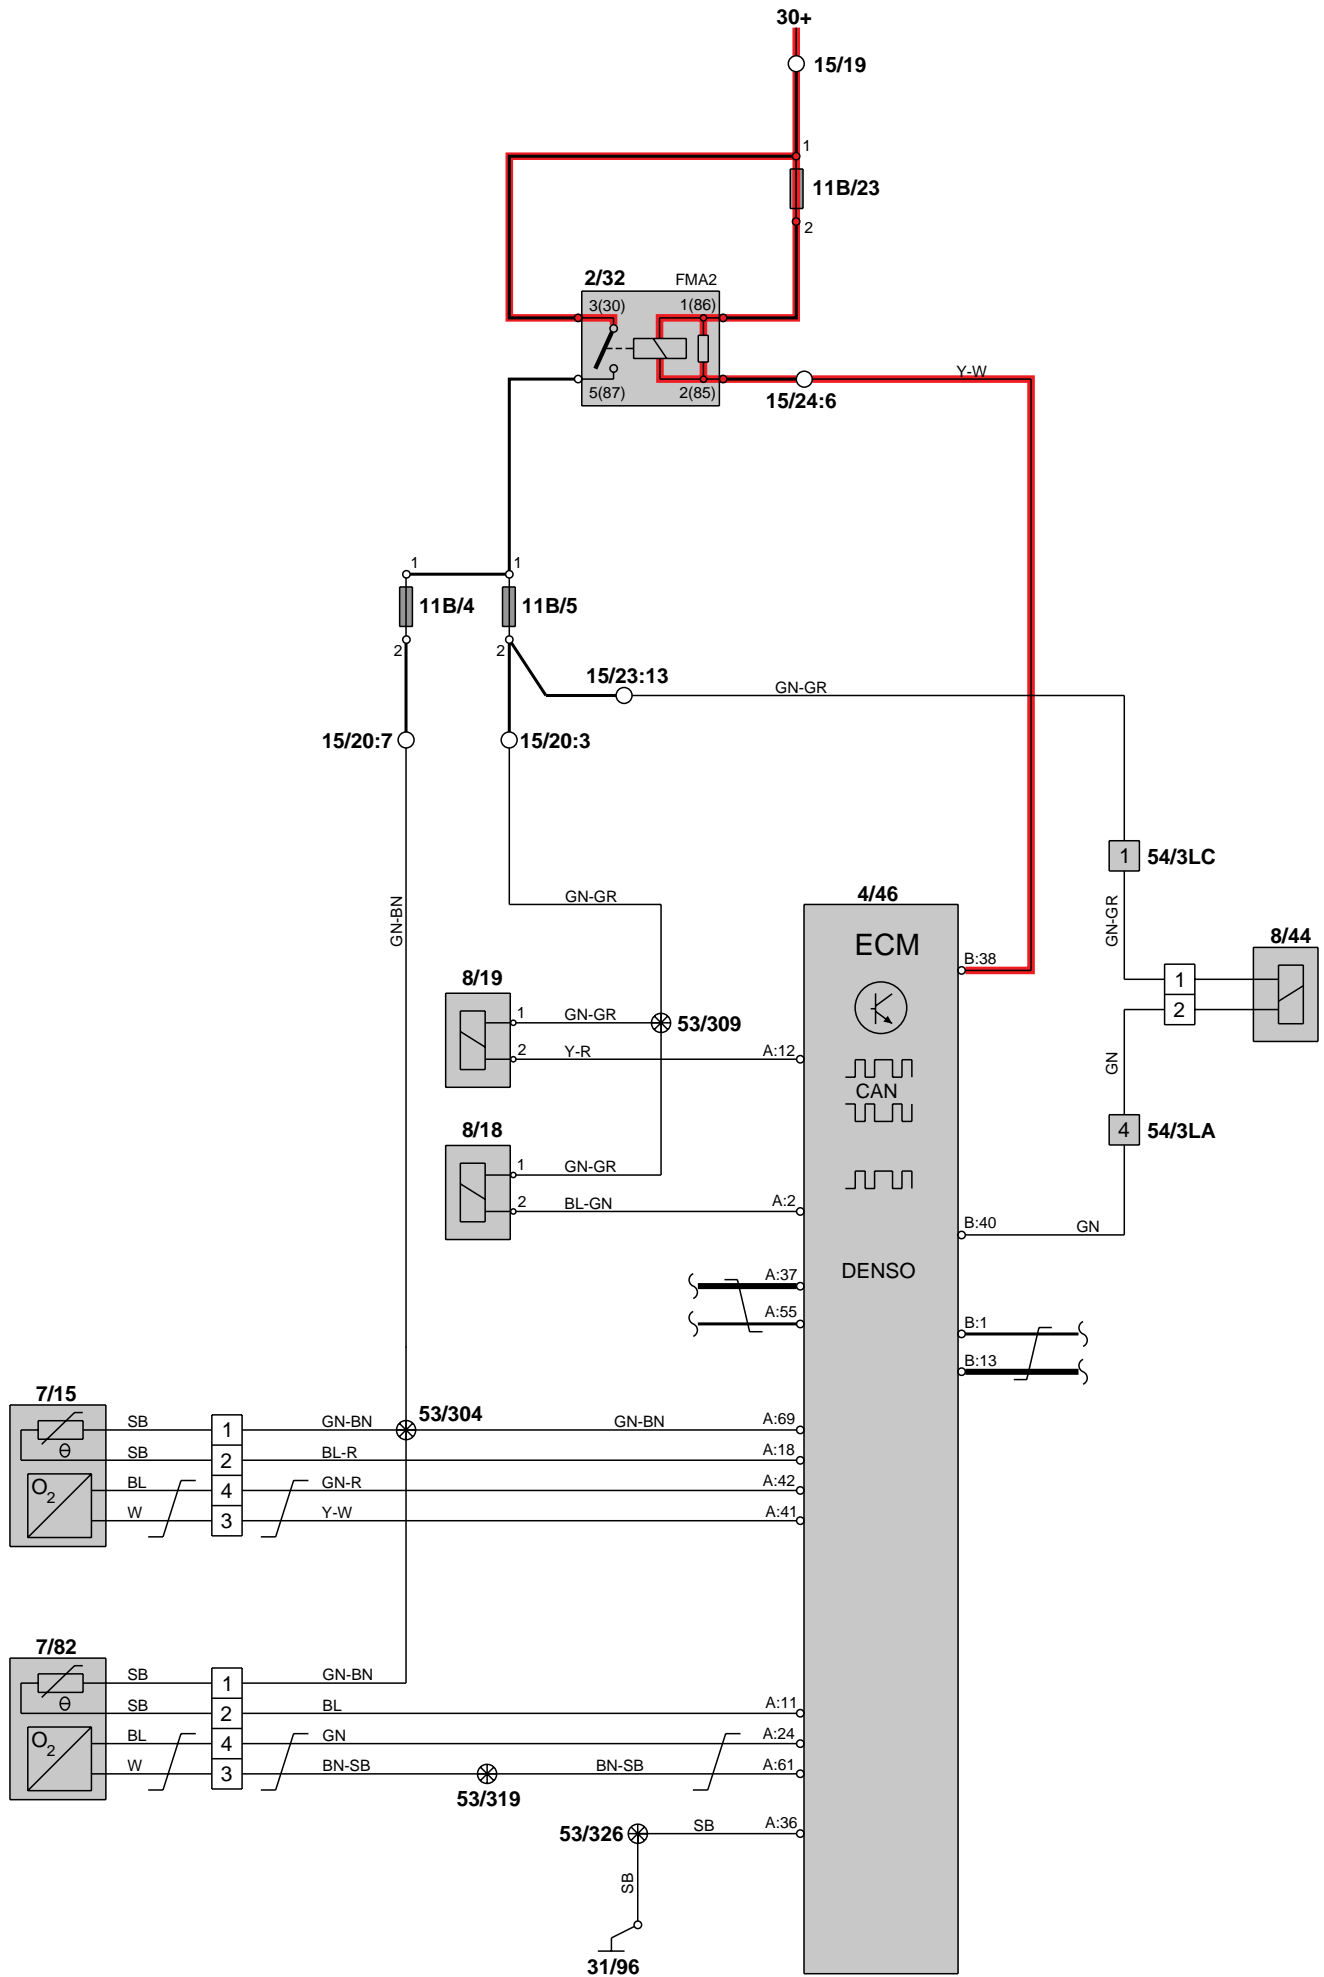 30+
15/19
1
11B/23
2
2/32
FMA2
3(30)
1(86)
5(87)
2(85)
15/24:6
Y-W
1
1
11B/4
11B/5
2
2
15/23:13
GN-GR
15/20:7
15/20:3
1
54/3LC
GN-BN
GN-GR
4/46
ECM
GN-GR
8/44
B:38
8/19
1
2
1
GN-GR
53/309
2
Y-R
A:12
CAN
GN
8/18
4
54/3LA
1
GN-GR
2
BL-GN
A:2
B:40
GN
DENSO
A:37
A:55
B:1
B:13
7/15
53/304
SB
1
GN-BN
GN-BN
A:69
θ
SB
2
BL-R
A:18
O2
BL
4
GN-R
A:42
W
3
Y-W
A:41
7/82
SB
1
GN-BN
θ
SB
2
BL
A:11
O2
BL
4
GN
A:24
W
3
BN-SB
BN-SB
A:61
53/319
53/326
SB
A:36
SB
31/96